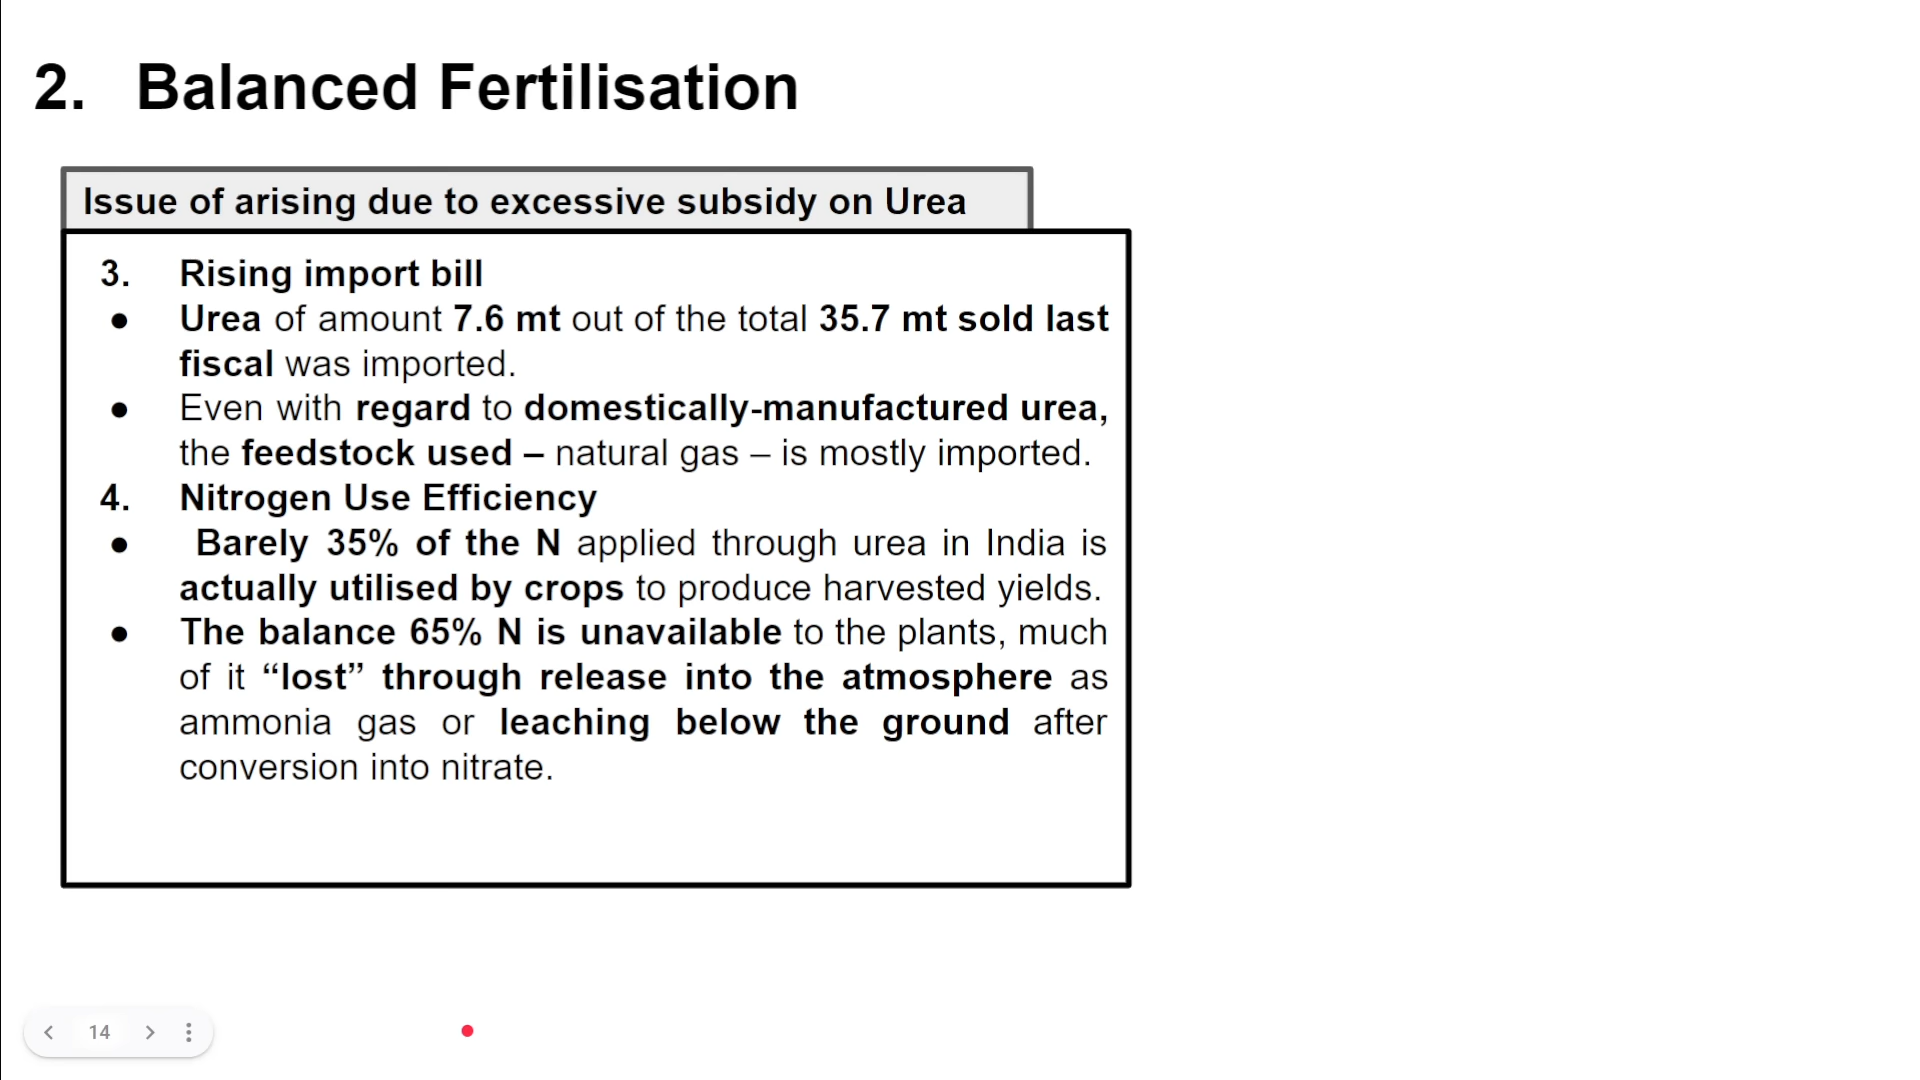 2. Balanced Fertilisation
Issue of arising due to excessive subsidy on Urea
3. Rising import bill
● Urea of amount 7.6 mt out of the total 35.7 mt sold last
fiscal was imported.
● Even with regard to domestically-manufactured urea,
the feedstock used – natural gas – is mostly imported.
4. Nitrogen Use Efficiency
● Barely 35% of the N applied through urea in India is
actually utilised by crops to produce harvested yields.
● The balance 65% N is unavailable to the plants, much
of it “lost” through release into the atmosphere as
ammonia gas or leaching below the ground after
conversion into nitrate.
14